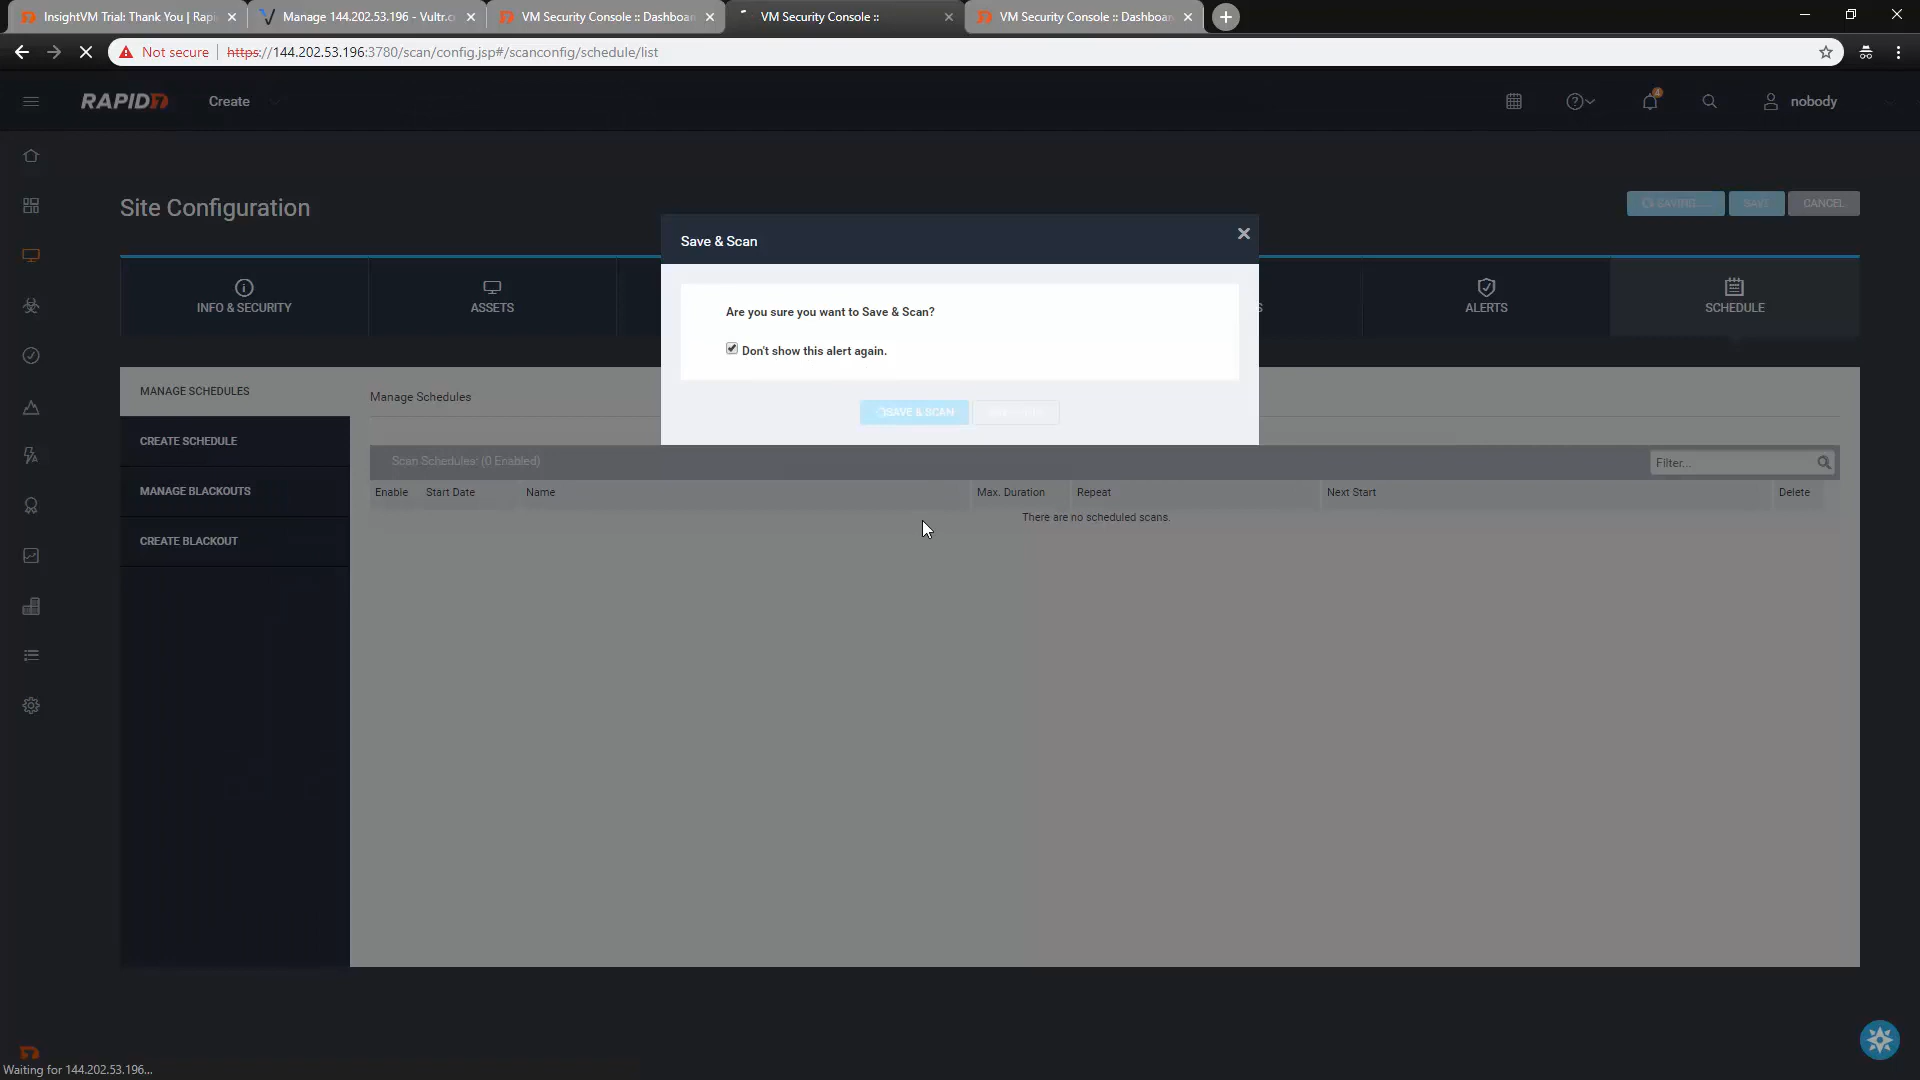 InsightVM Trial: Thank You | Rapi
Manage 144.202.53.196 - Vultr.c
VM Security Console :: Dashboar
VM Security Console ::
VM Security Console :: Dashboar
Not secure
https://144.202.53.196:3780/scan/config.jsp#/scanconfig/schedule/list
RAPID7
Create
4
nobody
Site Configuration
SAVING...
SAVE
CANCEL
Save & Scan
INFO & SECURITY
ASSETS
S
ALERTS
SCHEDULE
Are you sure you want to Save & Scan?
Don't show this alert again.
SAVE & SCAN
MANAGE SCHEDULES
Manage Schedules
CREATE SCHEDULE
MANAGE BLACKOUTS
CREATE BLACKOUT
Scan Schedules: (0 Enabled)
Filter...
Enable
Start Date
Name
Max. Duration
Repeat
Next Start
Delete
There are no scheduled scans.
Waiting for 144.202.53.196...